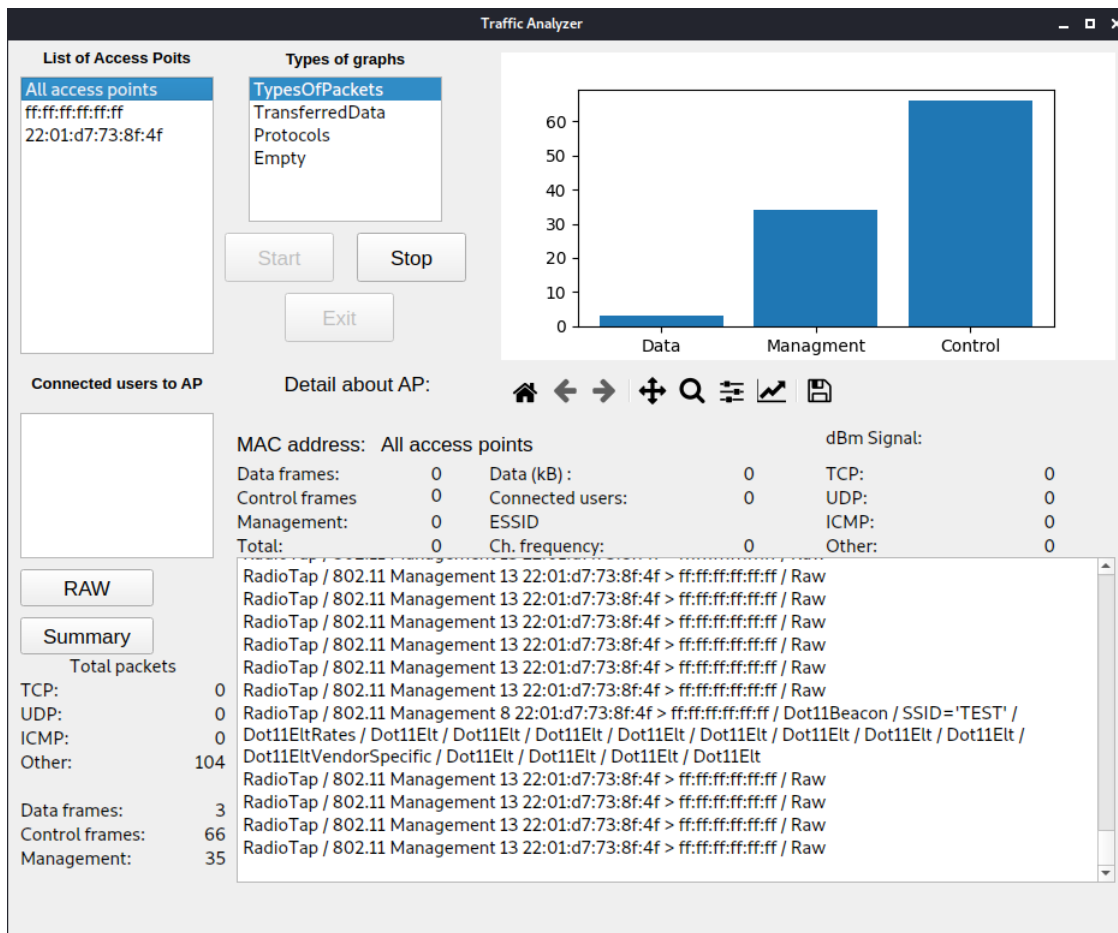 Traffic Analyzer
List of Access Poits
All access points
ff:ff:ff:ff:ff:ff
22:01:d7:73:8f:4f
Types of graphs
TypesOfPackets
TransferredData
Protocols
Empty
Start
Stop
Exit
60
50
40
30
20
10
0
Data Managment Control
Connected users to AP
Detail about AP:
MAC address: All access points
dBm Signal:
Data frames: 0 Data (kB) : 0 TCP: 0
Control frames 0 Connected users: 0 UDP: 0
Management: 0 ESSID ICMP: 0
Total: 0 Ch. frequency: 0 Other: 0
RAW
Summary
Total packets
TCP: 0
UDP: 0
ICMP: 0
Other: 104
Data frames: 3
Control frames: 66
Management: 35
RadioTap / 802.11 Management 13 22:01:d7:73:8f:4f > ff:ff:ff:ff:ff:ff / Raw
RadioTap / 802.11 Management 13 22:01:d7:73:8f:4f > ff:ff:ff:ff:ff:ff / Raw
RadioTap / 802.11 Management 13 22:01:d7:73:8f:4f > ff:ff:ff:ff:ff:ff / Raw
RadioTap / 802.11 Management 13 22:01:d7:73:8f:4f > ff:ff:ff:ff:ff:ff / Raw
RadioTap / 802.11 Management 13 22:01:d7:73:8f:4f > ff:ff:ff:ff:ff:ff / Raw
RadioTap / 802.11 Management 13 22:01:d7:73:8f:4f > ff:ff:ff:ff:ff:ff / Raw
RadioTap / 802.11 Management 8 22:01:d7:73:8f:4f > ff:ff:ff:ff:ff:ff / Dot11Beacon / SSID='TEST' /
Dot11EltRates / Dot11Elt / Dot11Elt / Dot11Elt / Dot11Elt / Dot11Elt / Dot11Elt / Dot11Elt / Dot11Elt /
Dot11EltVendorSpecific / Dot11Elt / Dot11Elt / Dot11Elt / Dot11Elt
RadioTap / 802.11 Management 13 22:01:d7:73:8f:4f > ff:ff:ff:ff:ff:ff / Raw
RadioTap / 802.11 Management 13 22:01:d7:73:8f:4f > ff:ff:ff:ff:ff:ff / Raw
RadioTap / 802.11 Management 13 22:01:d7:73:8f:4f > ff:ff:ff:ff:ff:ff / Raw
RadioTap / 802.11 Management 13 22:01:d7:73:8f:4f > ff:ff:ff:ff:ff:ff / Raw